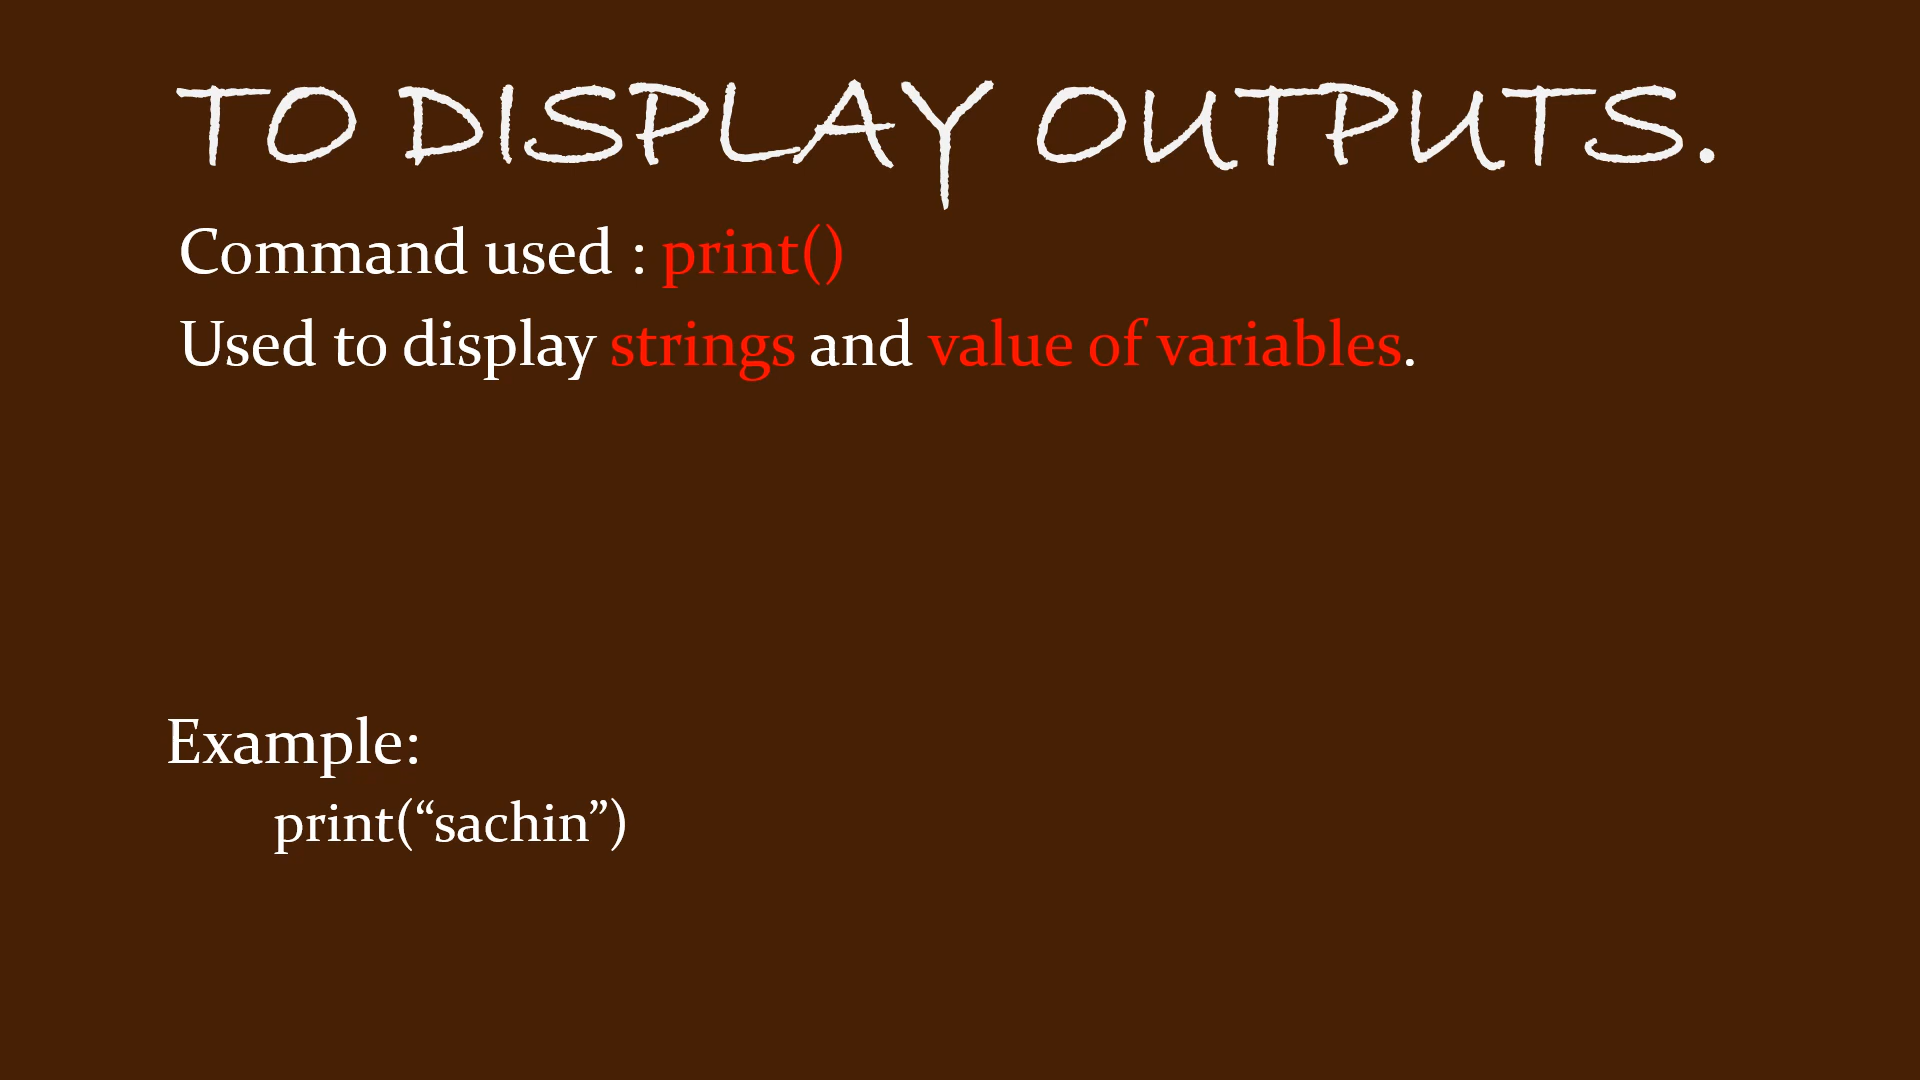 TO DISPLAY OUTPUTS.
Command used : print()
Used to display strings and value of variables.
Example:
print(“sachin”)